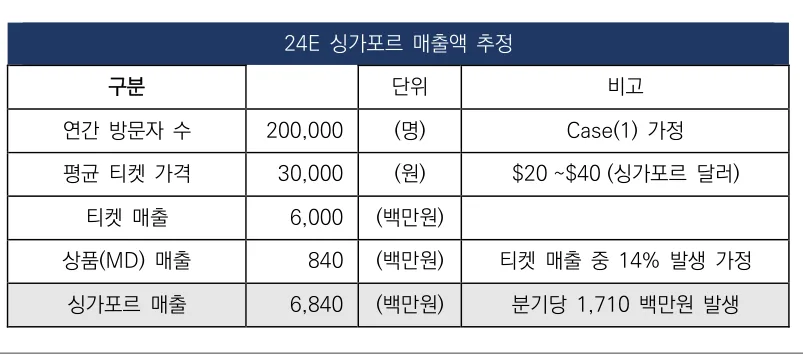 24E 싱가포르 매출액 추정
구분 단위 비고
연간 방문자 수 200,000 (명) Case(1) 가정
평균 티켓 가격 30,000 (원) $20 ~$40 (싱가포르 달러)
티켓 매출 6,000 (백만원)
상품(MD) 매출 840 (백만원) 티켓 매출 중 14% 발생 가정
싱가포르 매출 6,840 (백만원) 분기당 1,710 백만원 발생